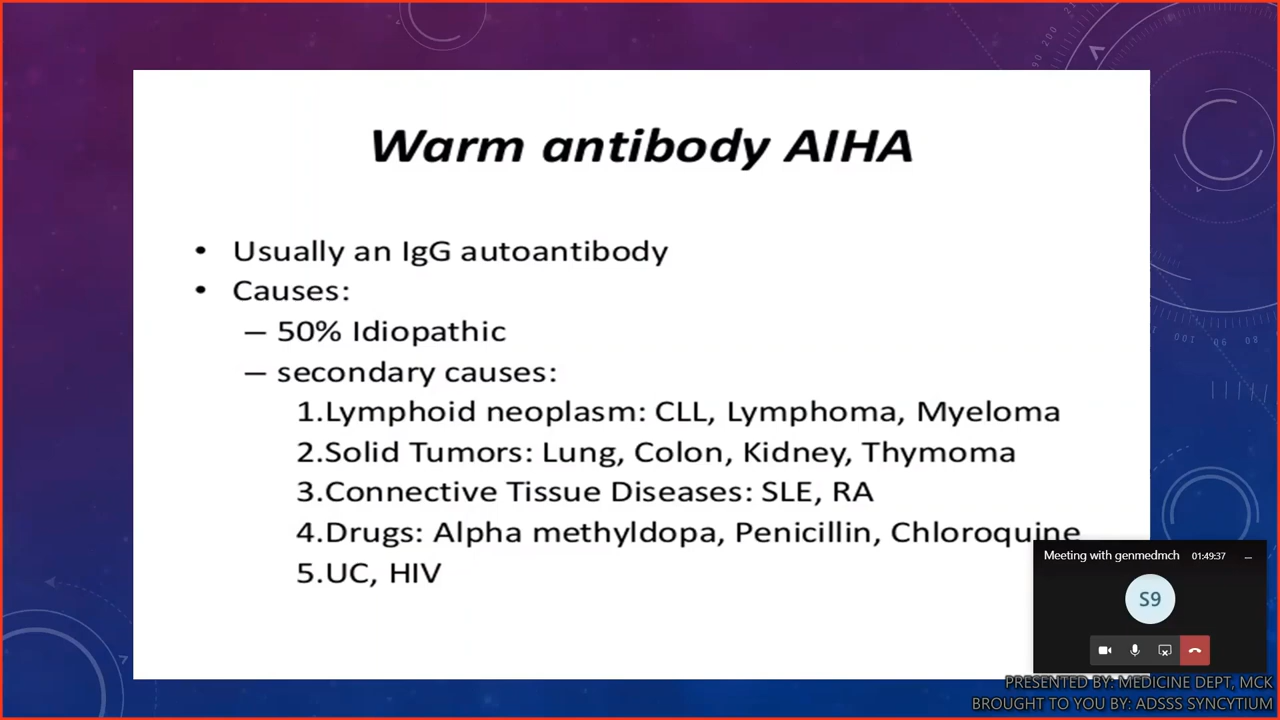 Warm antibody AIHA
• Usually an IgG autoantibody
• Causes:
– 50% Idiopathic
– secondary causes:
1.Lymphoid neoplasm: CLL, Lymphoma, Myeloma
2.Solid Tumors: Lung, Colon, Kidney, Thymoma
3.Connective Tissue Diseases: SLE, RA
4.Drugs: Alpha methyldopa, Penicillin, Chloroquine
5.UC, HIV
Meeting with genmedmch 01:49:37
S9
PRESENTED BY: MEDICINE DEPT, MCK
BROUGHT TO YOU BY: ADSSS SYNCYTIUM